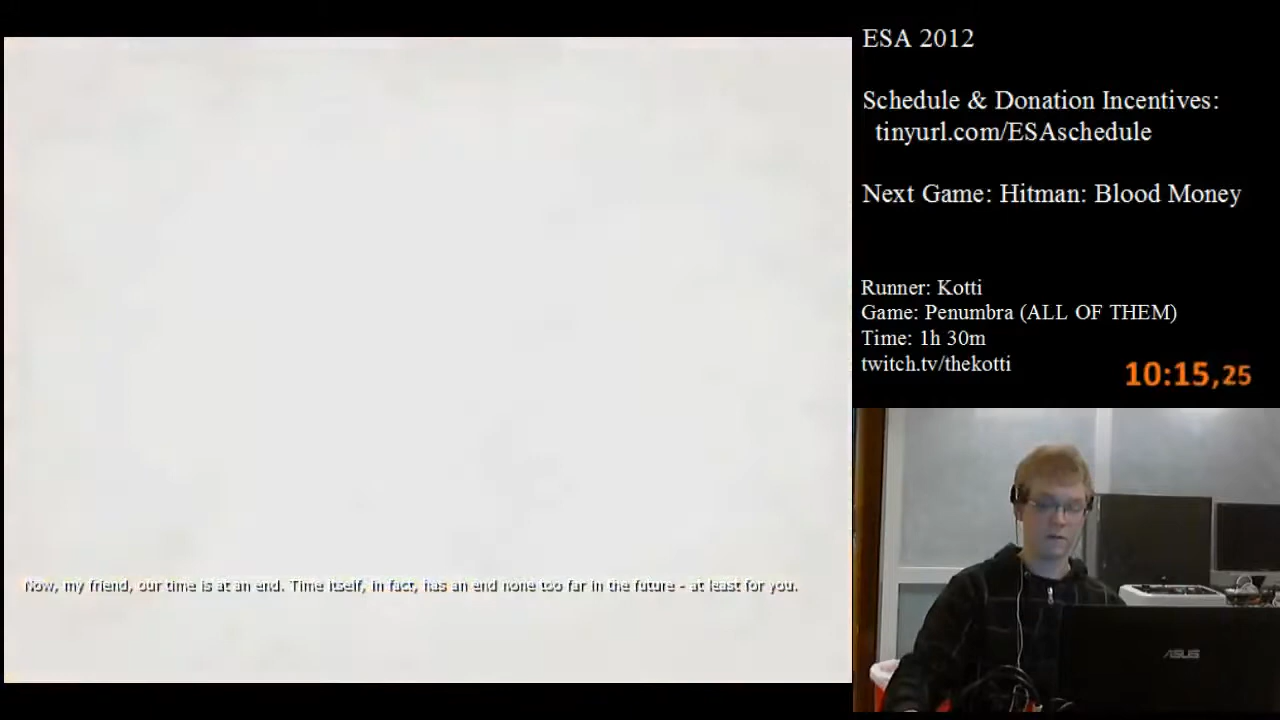 ESA 2012
Schedule & Donation Incentives:
tinyurl.com/ESAschedule
Next Game: Hitman: Blood Money
Runner: Kotti
Game: Penumbra (ALL OF THEM)
Time: 1h 30m
twitch.tv/thekotti
10:15,25
Now, my friend, our time is at an end. Time itself, in fact, has an end none too far in the future - at least for you.
ASUS